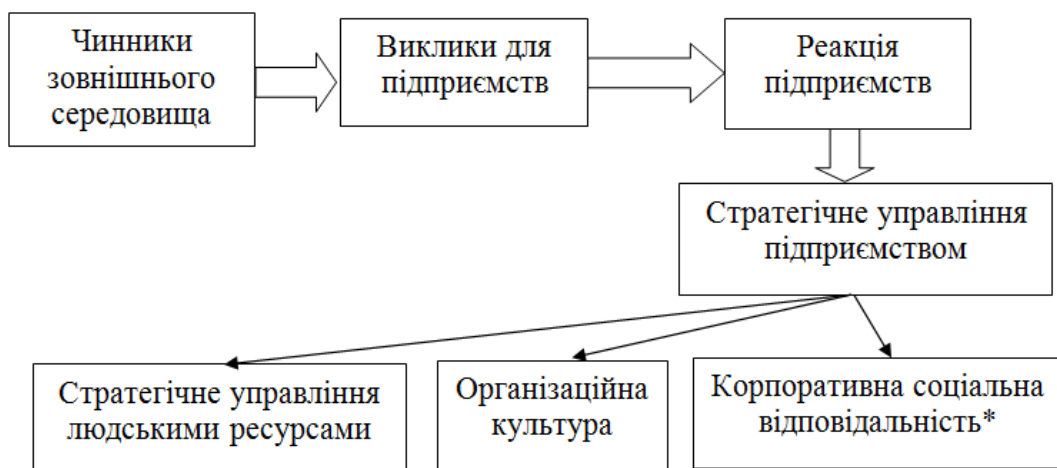 Чинники
зовнішнього
середовища
Виклики для
підприємств
Реакція
підприємств
Стратегічне управління
підприємством
Стратегічне управління
людськими ресурсами
Організаційна
культура
Корпоративна соціальна
відповідальність*